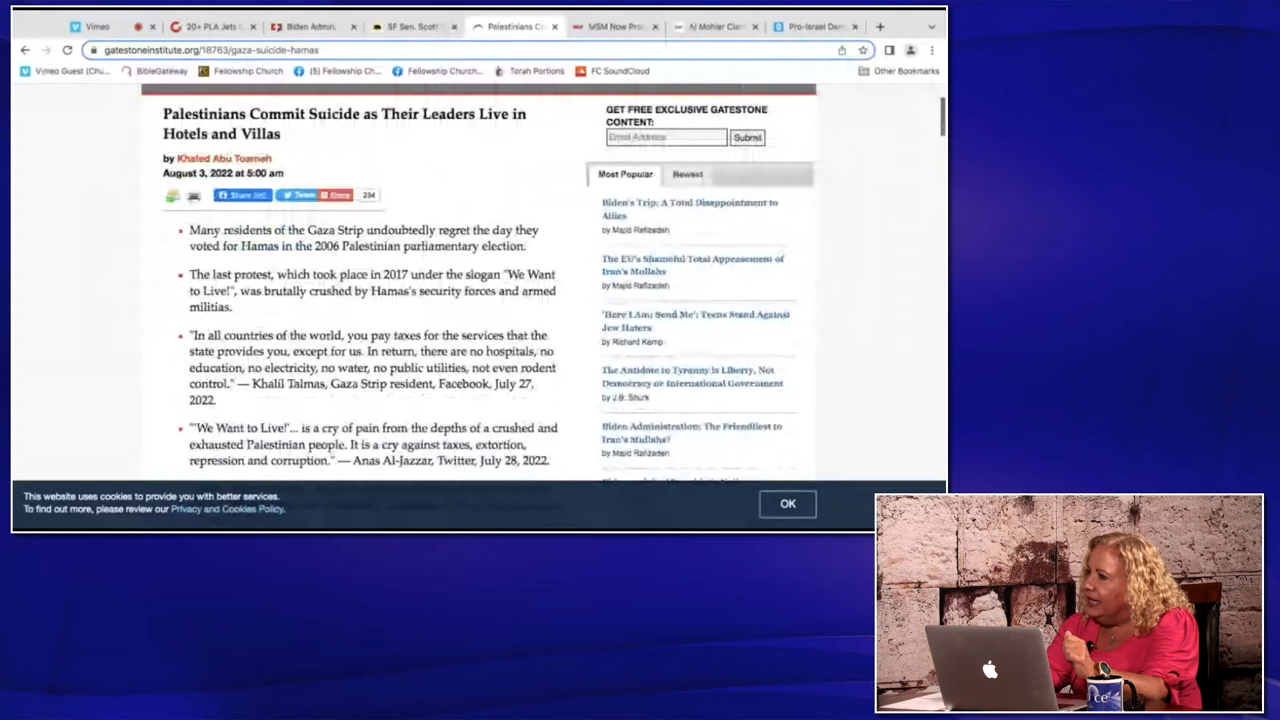 Vimeo
20+ PLA Jets
Biden Admin.
SF Sen. Scott
Palestinians Co
MSM Now Pro
Al Mohler Clar
Pro-Israel Dem
gatestoneinstitute.org/18763/gaza-suicide-hamas
Vimeo Guest (Chu...
BibleGateway
Fellowship Church
(5) Fellowship Ch...
Fellowship Church...
Torah Portions
FC SoundCloud
Other Bookmarks
Palestinians Commit Suicide as Their Leaders Live in
Hotels and Villas
by Khaled Abu Toameh
August 3, 2022 at 5:00 am
Share
Tweet
Share
234
• Many residents of the Gaza Strip undoubtedly regret the day they
voted for Hamas in the 2006 Palestinian parliamentary election.
• The last protest, which took place in 2017 under the slogan "We Want
to Live!", was brutally crushed by Hamas's security forces and armed
militias.
• "In all countries of the world, you pay taxes for the services that the
state provides you, except for us. In return, there are no hospitals, no
education, no electricity, no water, no public utilities, not even rodent
control." — Khalil Talmas, Gaza Strip resident, Facebook, July 27,
2022.
• "'We Want to Live!'... is a cry of pain from the depths of a crushed and
exhausted Palestinian people. It is a cry against taxes, extortion,
repression and corruption." — Anas Al-Jazzar, Twitter, July 28, 2022.
GET FREE EXCLUSIVE GATESTONE
CONTENT:
Email Address
Submit
Most Popular
Newest
Biden's Trip: A Total Disappointment to
Allies
by Majid Rafizadeh
The EU's Shameful Total Appeasement of
Iran's Mullahs
by Majid Rafizadeh
'Here I Am; Send Me': Teens Stand Against
Jew Haters
by Richard Kemp
The Antidote to Tyranny Is Liberty, Not
Democracy or International Government
by J.B. Shurk
Biden Administration: The Friendliest to
Iran's Mullahs?
by Majid Rafizadeh
This website uses cookies to provide you with better services.
To find out more, please review our Privacy and Cookies Policy.
OK
ce